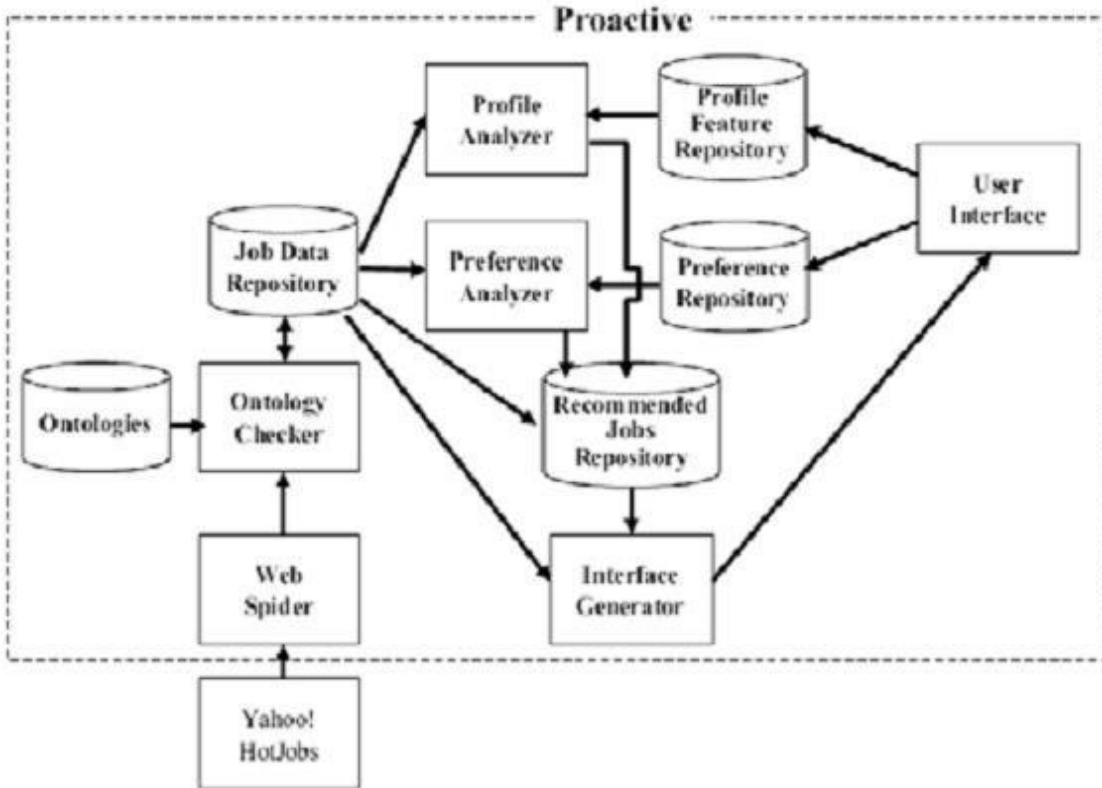 Proactive
Profile
Analyzer
Profile
Feature
Repository
User
Interface
Job Data
Repository
Preference
Analyzer
Preference
Repository
Ontologies
Ontology
Checker
Recommended
Jobs
Repository
Web
Spider
Interface
Generator
Yahoo!
HotJobs